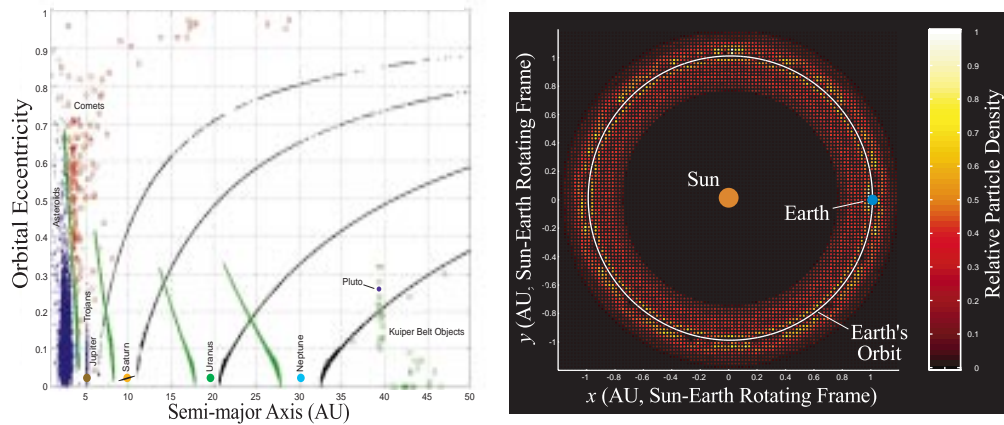 1
0.9
0.8
0.7
0.6
0.5
0.4
0.3
0.2
0.1
0
Orbital Eccentricity
Comets
Asteroids
Trojans
Jupiter
Saturn
Uranus
Neptune
Pluto
Kuiper Belt Objects
5 10 15 20 25 30 35 40 45 50
Semi-major Axis (AU)
y (AU, Sun-Earth Rotating Frame)
1
0.8
0.6
0.4
0.2
0
-0.2
-0.4
-0.6
-0.8
-1
Sun
Earth
Earth's
Orbit
-1 -0.8 -0.6 -0.4 -0.2 0 0.2 0.4 0.6 0.8 1
x (AU, Sun-Earth Rotating Frame)
Relative Particle Density
1
0.9
0.8
0.7
0.6
0.5
0.4
0.3
0.2
0.1
0